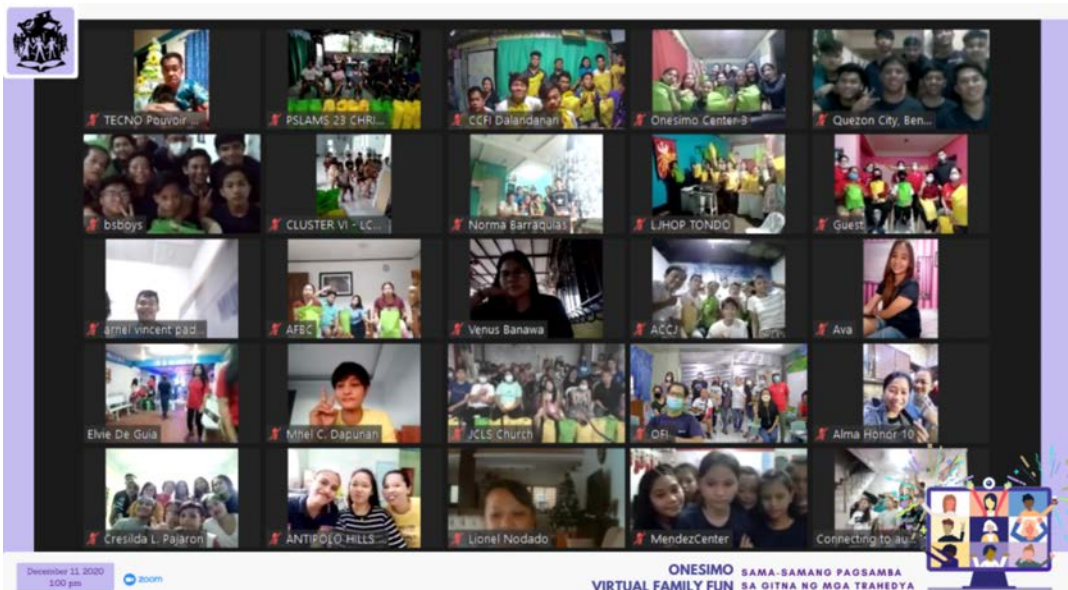 TECNO Pouvoir ...
PSLAMS 23 CHRI...
CCFI Dalandanan
Onesimo Center 3
Quezon City, Ben...
bsboys
CLUSTER VI - LC...
Norma Barraquias
LJHOP TONDO
Guest
arnel vincent pad...
AFBC
Venus Banawa
ACCJ
Ava
Elvie De Guia
Mhel C. Dapunan
JCLS Church
OFI
Alma Honor 10
Cresilda L. Pajaron
ANTIPOLO HILLS...
Lionel Nodado
MendezCenter
Connecting to au...
December 11, 2020
1:00 pm
zoom
ONESIMO
VIRTUAL FAMILY FUN
SAMA-SAMANG PAGSAMBA
SA GITNA NG MGA TRAHEDYA